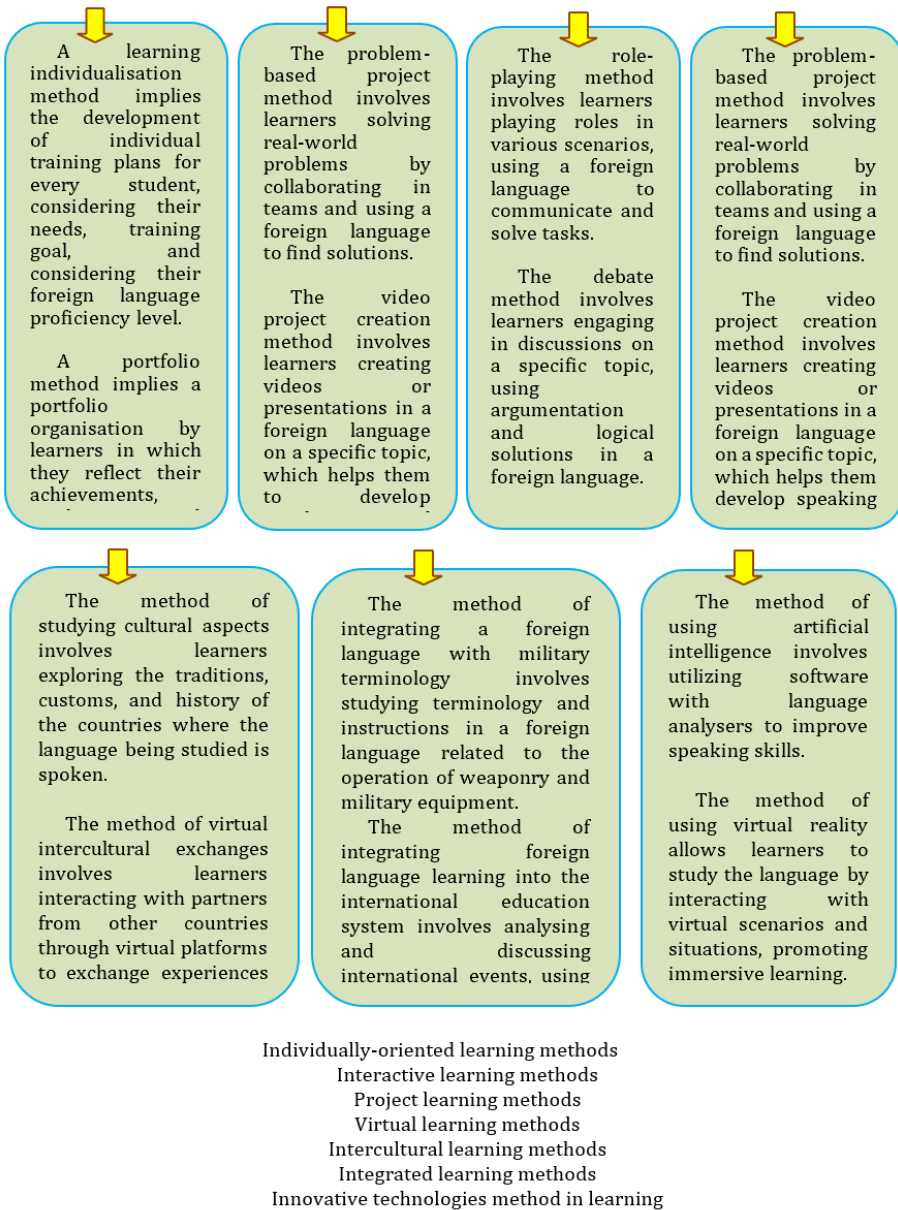 A learning
individualisation
method implies
the development
of individual
training plans for
every student,
considering their
needs, training
goal, and
considering their
foreign language
proficiency level.
A portfolio
method implies a
portfolio
organisation by
learners in which
they reflect their
achievements,
The problem-
based project
method involves
learners solving
real-world
problems by
collaborating in
teams and using a
foreign language
to find solutions.
The video
project creation
method involves
learners creating
videos or
presentations in a
foreign language
on a specific topic,
which helps them
to develop
The role-
playing method
involves learners
playing roles in
various scenarios,
using a foreign
language to
communicate and
solve tasks.
The debate
method involves
learners engaging
in discussions on
a specific topic,
using
argumentation
and logical
solutions in a
foreign language.
The problem-
based project
method involves
learners solving
real-world
problems by
collaborating in
teams and using a
foreign language
to find solutions.
The video
project creation
method involves
learners creating
videos or
presentations in a
foreign language
on a specific topic,
which helps them
develop speaking
The method of
studying cultural aspects
involves learners
exploring the traditions,
customs, and history
of the countries where the
language being studied is
spoken.
The method of virtual
intercultural exchanges
involves learners
interacting with partners
from other countries
through virtual platforms
to exchange experiences
The method of
integrating a foreign
language with military
terminology involves
studying terminology and
instructions in a foreign
language related to the
operation of weaponry and
military equipment.
The method of
integrating foreign
language learning into the
international education
system involves analysing
and discussing
international events, using
The method of
using artificial
intelligence involves
utilizing software
with language
analysers to improve
speaking skills.
The method of
using virtual reality
allows learners to
study the language by
interacting with
virtual scenarios and
situations, promoting
immersive learning.
Individually-oriented learning methods
Interactive learning methods
Project learning methods
Virtual learning methods
Intercultural learning methods
Integrated learning methods
Innovative technologies method in learning